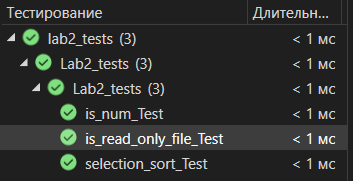 Тестирование Длительн...
lab2_tests (3) < 1 мс
Lab2_tests (3) < 1 мс
Lab2_tests (3) < 1 мс
is_num_Test < 1 мс
is_read_only_file_Test < 1 мс
selection_sort_Test < 1 мс